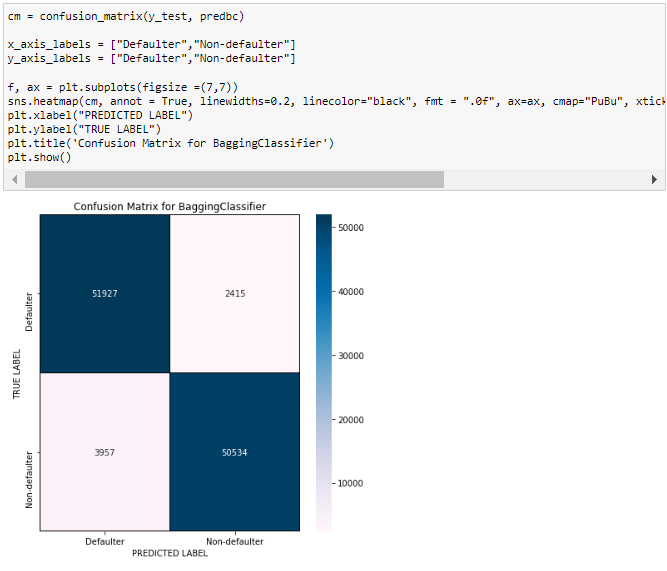 cm = confusion_matrix(y_test, predbc)
x_axis_labels = ["Defaulter","Non-defaulter"]
y_axis_labels = ["Defaulter","Non-defaulter"]
f, ax = plt.subplots(figsize =(7,7))
sns.heatmap(cm, annot = True, linewidths=0.2, linecolor="black", fmt = ".0f", ax=ax, cmap="PuBu", xtick
plt.xlabel("PREDICTED LABEL")
plt.ylabel("TRUE LABEL")
plt.title('Confusion Matrix for BaggingClassifier')
plt.show()
Confusion Matrix for BaggingClassifier
TRUE LABEL
Defaulter
51927
2415
Non-defaulter
3957
50534
Defaulter
Non-defaulter
PREDICTED LABEL
50000
40000
30000
20000
10000